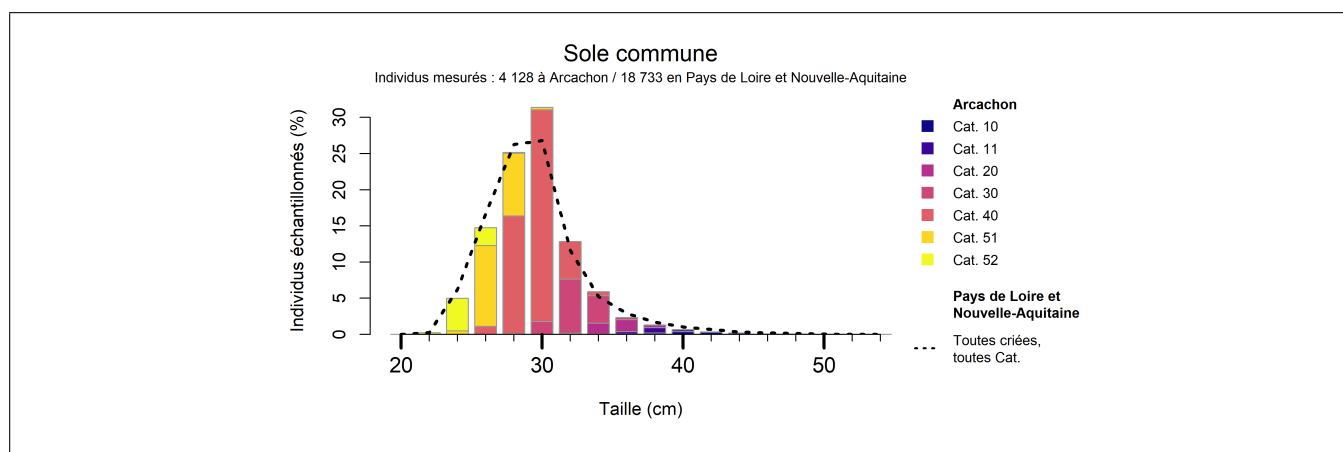 Sole commune
Individus mesurés : 4 128 à Arcachon / 18 733 en Pays de Loire et Nouvelle-Aquitaine
Individus échantillonnés (%)
30
25
20
15
10
5
0
20
30
40
50
Taille (cm)
Arcachon
Cat. 10
Cat. 11
Cat. 20
Cat. 30
Cat. 40
Cat. 51
Cat. 52
Pays de Loire et
Nouvelle-Aquitaine
Toutes criées,
toutes Cat.